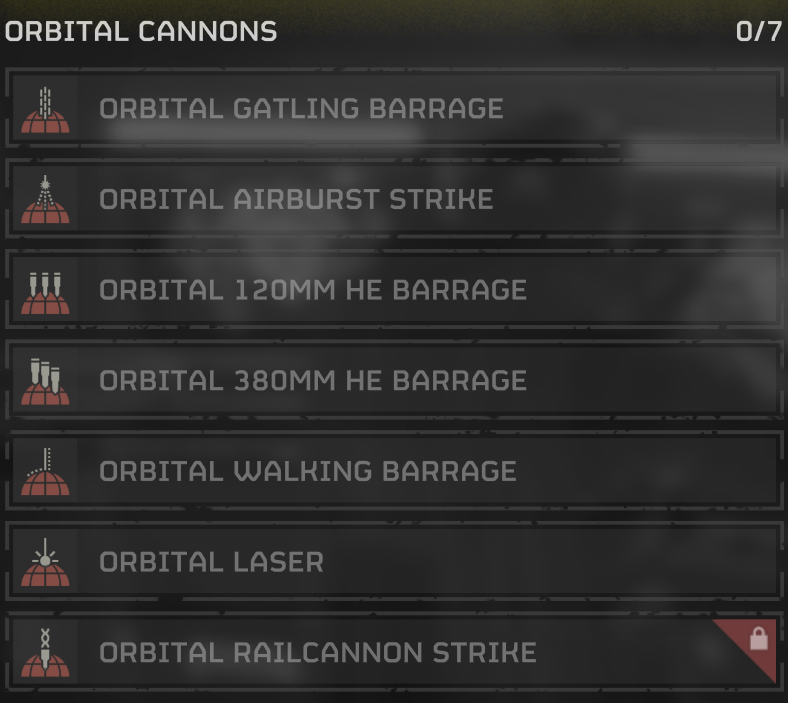 ORBITAL CANNONS 0/7
ORBITAL GATLING BARRAGE
ORBITAL AIRBURST STRIKE
ORBITAL 120MM HE BARRAGE
ORBITAL 380MM HE BARRAGE
ORBITAL WALKING BARRAGE
ORBITAL LASER
ORBITAL RAILCANNON STRIKE